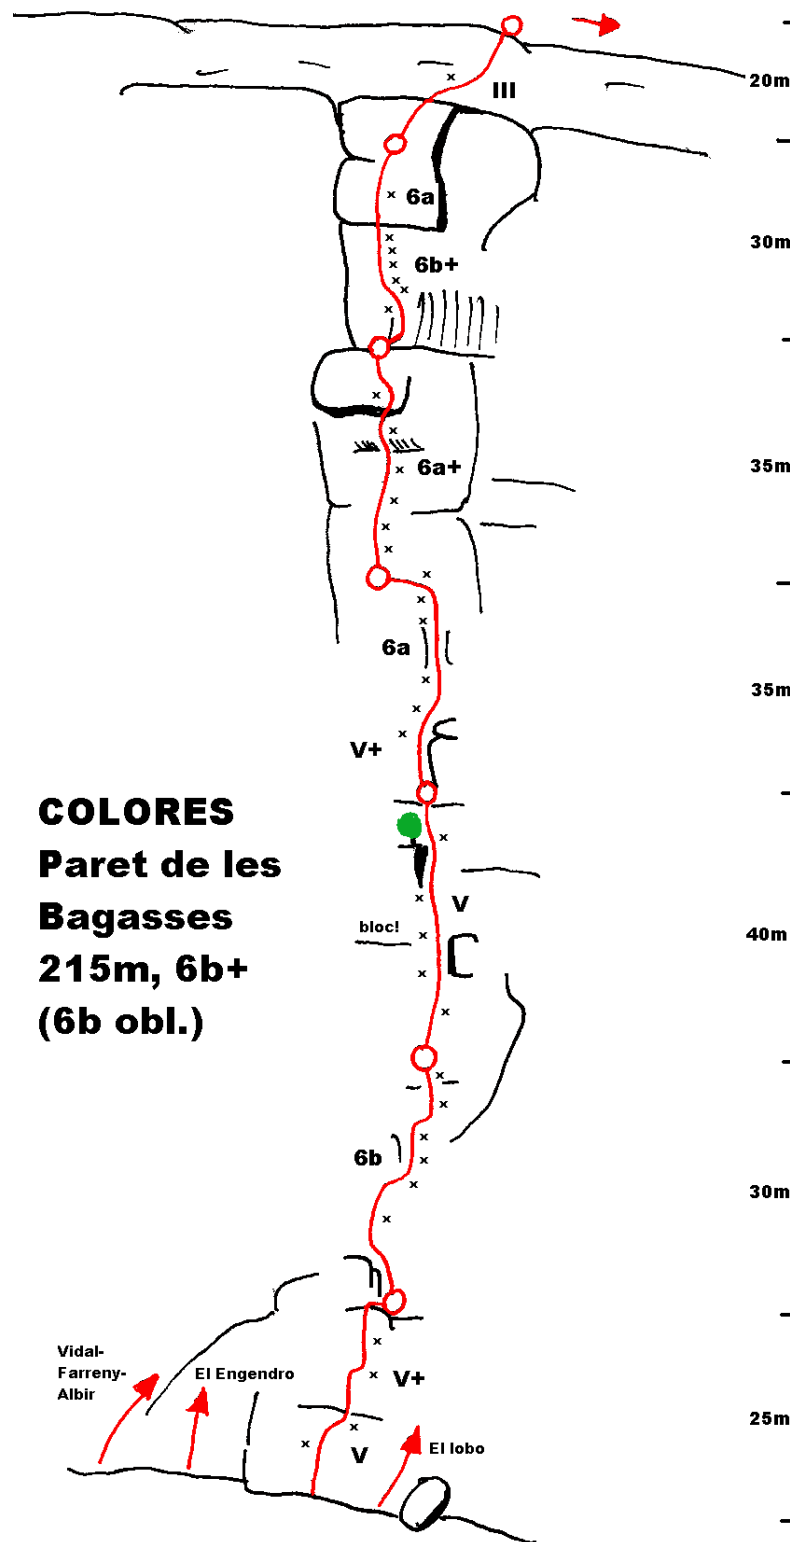 20m
III
6a
30m
6b+
35m
6a+
6a
35m
V+
COLORES
Paret de les
Bagasses
215m, 6b+
(6b obl.)
V
bloc!
40m
6b
30m
Vidal-
Farreny-
Albir
El Engendro
V+
25m
El lobo
V